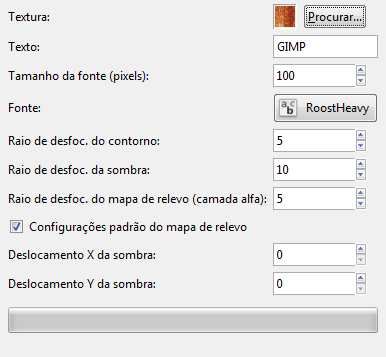 Textura: Procurar...
Texto: GIMP
Tamanho da fonte (pixels): 100
Fonte: abc RoostHeavy
Raio de desfoc. do contorno: 5
Raio de desfoc. da sombra: 10
Raio de desfoc. do mapa de relevo (camada alfa): 5
Configurações padrão do mapa de relevo
Deslocamento X da sombra: 0
Deslocamento Y da sombra: 0